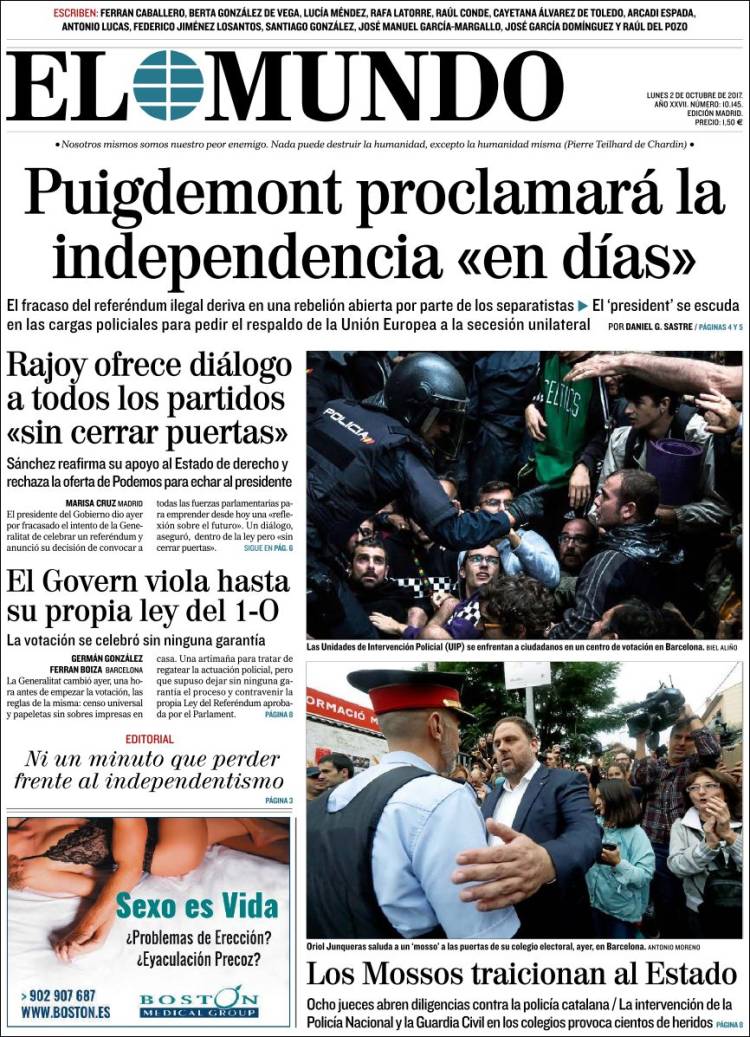 ESCRIBEN: FERRAN CABALLERO, BERTA GONZÁLEZ DE VEGA, LUCÍA MÉNDEZ, RAFA LATORRE, RAÚL CONDE, CAYETANA ÁLVAREZ DE TOLEDO, ARCADI ESPADA,
ANTONIO LUCAS, FEDERICO JIMÉNEZ LOSANTOS, SANTIAGO GONZÁLEZ, JOSÉ MANUEL GARCÍA-MARGALLO, JOSÉ GARCÍA DOMÍNGUEZ Y RAÚL DEL POZO
EL MUNDO
LUNES 2 DE OCTUBRE DE 2017.
AÑO XXVII. NÚMERO: 10.145.
EDICIÓN MADRID.
PRECIO: 1,50 €
• Nosotros mismos somos nuestro peor enemigo. Nada puede destruir la humanidad, excepto la humanidad misma (Pierre Teilhard de Chardin) •
Puigdemont proclamará la
independencia «en días»
El fracaso del referéndum ilegal deriva en una rebelión abierta por parte de los separatistas ▶ El ‘president’ se escuda
en las cargas policiales para pedir el respaldo de la Unión Europea a la secesión unilateral POR DANIEL G. SASTRE / PÁGINAS 4 Y 5
Rajoy ofrece diálogo
a todos los partidos
«sin cerrar puertas»
Sánchez reafirma su apoyo al Estado de derecho y
rechaza la oferta de Podemos para echar al presidente
MARISA CRUZ MADRID
El presidente del Gobierno dio ayer
por fracasado el intento de la Gene-
ralitat de celebrar un referéndum y
anunció su decisión de convocar a
todas las fuerzas parlamentarias pa-
ra emprender desde hoy una «refle-
xión sobre el futuro». Un diálogo,
aseguró, dentro de la ley pero «sin
cerrar puertas». SIGUE EN PÁG. 6
El Govern viola hasta
su propia ley del 1-O
La votación se celebró sin ninguna garantía
GERMÁN GONZÁLEZ
FERRAN BOIZA BARCELONA
La Generalitat cambió ayer, una ho-
ra antes de empezar la votación, las
reglas de la misma: censo universal
y papeletas sin sobres impresas en
casa. Una artimaña para tratar de
regatear la actuación policial, pero
que supuso dejar sin ninguna ga-
rantía el proceso y contravenir la
propia Ley del Referéndum aproba-
da por el Parlament. PÁGINA 8
EDITORIAL
Ni un minuto que perder
frente al independentismo
PÁGINA 3
Sexo es Vida
¿Problemas de Erección?
¿Eyaculación Precoz?
> 902 907 687
WWW.BOSTON.ES
BOSTON
MEDICAL GROUP
POLICIA
CELTICS
Las Unidades de Intervención Policial (UIP) se enfrentan a ciudadanos en un centro de votación en Barcelona. BIEL ALIÑO
FORMACIÓ M
Oriol Junqueras saluda a un ‘mosso’ a las puertas de su colegio electoral, ayer, en Barcelona. ANTONIO MORENO
Los Mossos traicionan al Estado
Ocho jueces abren diligencias contra la policía catalana / La intervención de la
Policía Nacional y la Guardia Civil en los colegios provoca cientos de heridos PÁGINA 9